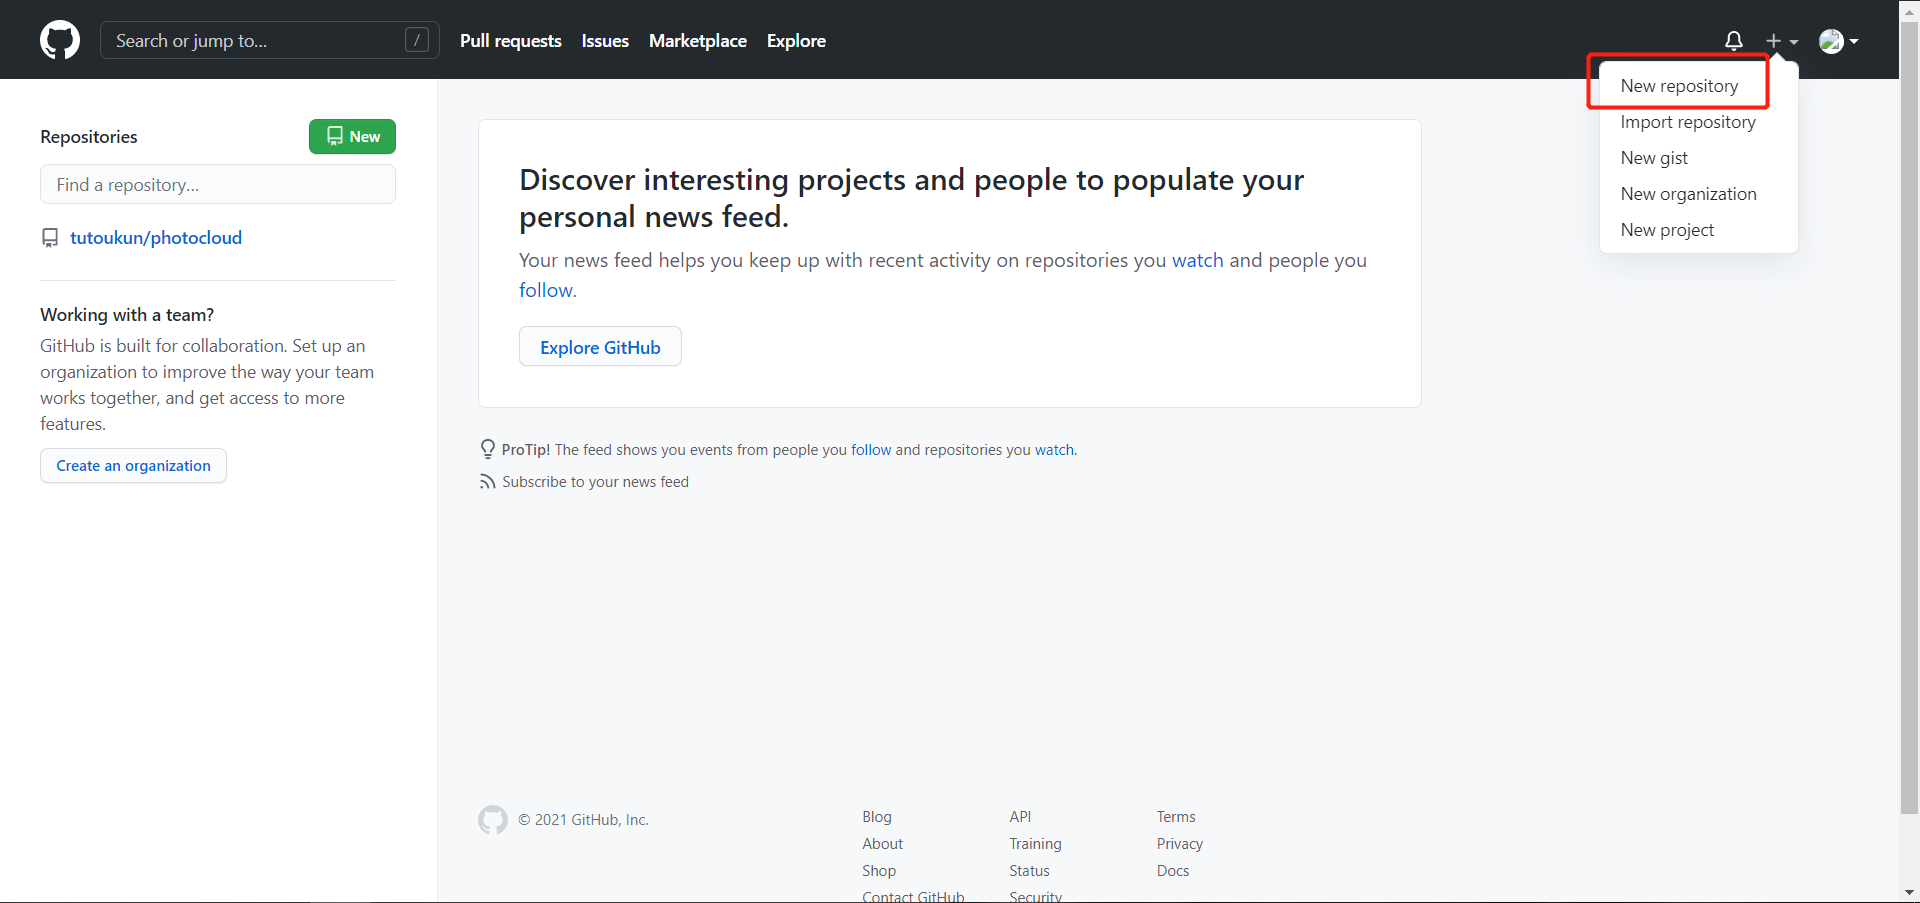 Search or jump to...
/
Pull requests
Issues
Marketplace
Explore
New repository
Import repository
New gist
New organization
New project
Repositories
New
Find a repository...
tutoukun/photocloud
Working with a team?
GitHub is built for collaboration. Set up an
organization to improve the way your team
works together, and get access to more
features.
Create an organization
Discover interesting projects and people to populate your
personal news feed.
Your news feed helps you keep up with recent activity on repositories you watch and people you
follow.
Explore GitHub
ProTip! The feed shows you events from people you follow and repositories you watch.
Subscribe to your news feed
© 2021 GitHub, Inc.
Blog
About
Shop
Contact GitHub
API
Training
Status
Security
Terms
Privacy
Docs